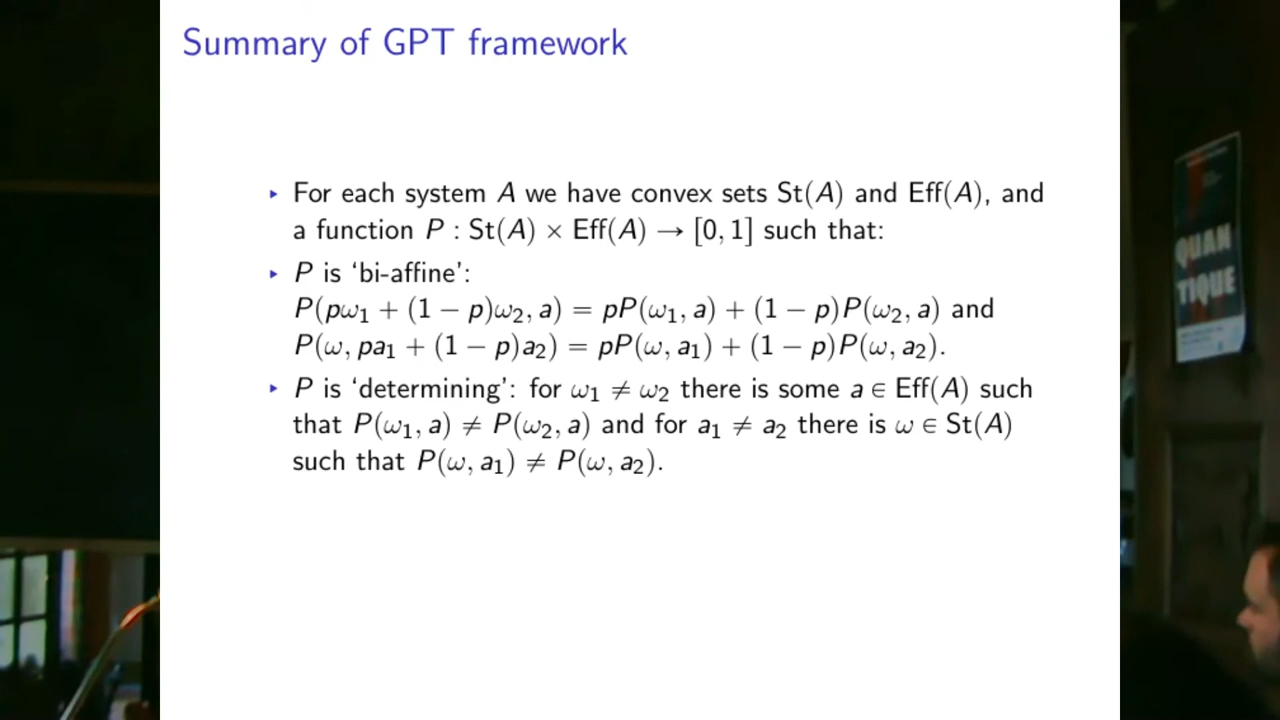 Summary of GPT framework
▸ For each system A we have convex sets St(A) and Eff(A), and
a function P : St(A) × Eff(A) → [0, 1] such that:
▸ P is ‘bi-affine’:
P(pω₁ + (1 − p)ω₂, a) = pP(ω₁, a) + (1 − p)P(ω₂, a) and
P(ω, pa₁ + (1 − p)a₂) = pP(ω, a₁) + (1 − p)P(ω, a₂).
▸ P is ‘determining’: for ω₁ ≠ ω₂ there is some a ∈ Eff(A) such
that P(ω₁, a) ≠ P(ω₂, a) and for a₁ ≠ a₂ there is ω ∈ St(A)
such that P(ω, a₁) ≠ P(ω, a₂).
QUAN
TIQUE